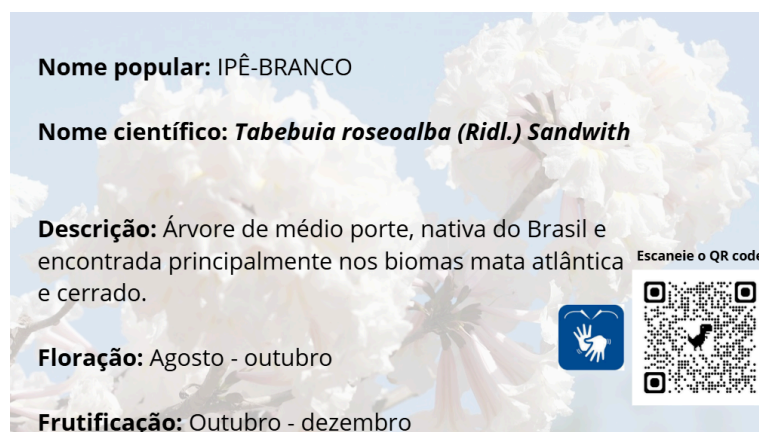 Nome popular: IPÊ-BRANCO
Nome científico: Tabebuia roseoalba (Ridl.) Sandwith
Descrição: Árvore de médio porte, nativa do Brasil e
encontrada principalmente nos biomas mata atlântica
e cerrado.
Escaneie o QR code
Floração: Agosto - outubro
Frutificação: Outubro - dezembro